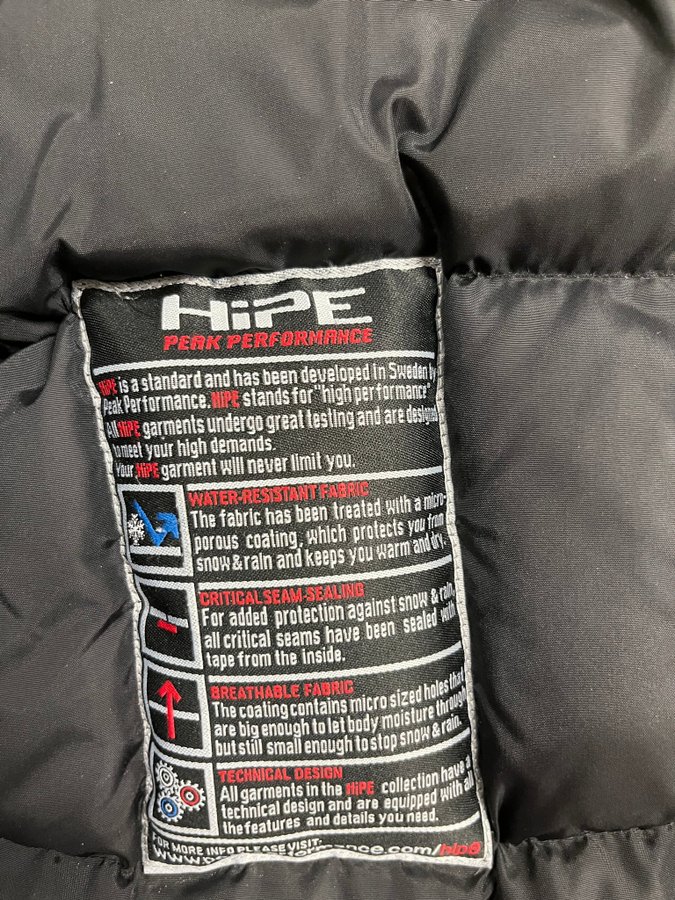 HiPE
PEAK PERFORMANCE
HiPE is a standard and has been developed in Sweden by
Peak Performance. HiPE stands for "high performance"
All HiPE garments undergo great testing and are designed
to meet your high demands.
Your HiPE garment will never limit you.
WATER-RESISTANT FABRIC
The fabric has been treated with a micro-
porous coating, which protects you from
snow & rain and keeps you warm and dry.
CRITICAL SEAM-SEALING
For added protection against snow & rain,
all critical seams have been sealed with
tape from the inside.
BREATHABLE FABRIC
The coating contains micro sized holes that
are big enough to let body moisture through
but still small enough to stop snow & rain.
TECHNICAL DESIGN
All garments in the HiPE collection have a
technical design and are equipped with all
the features and details you need.
FOR MORE INFO PLEASE VISIT: